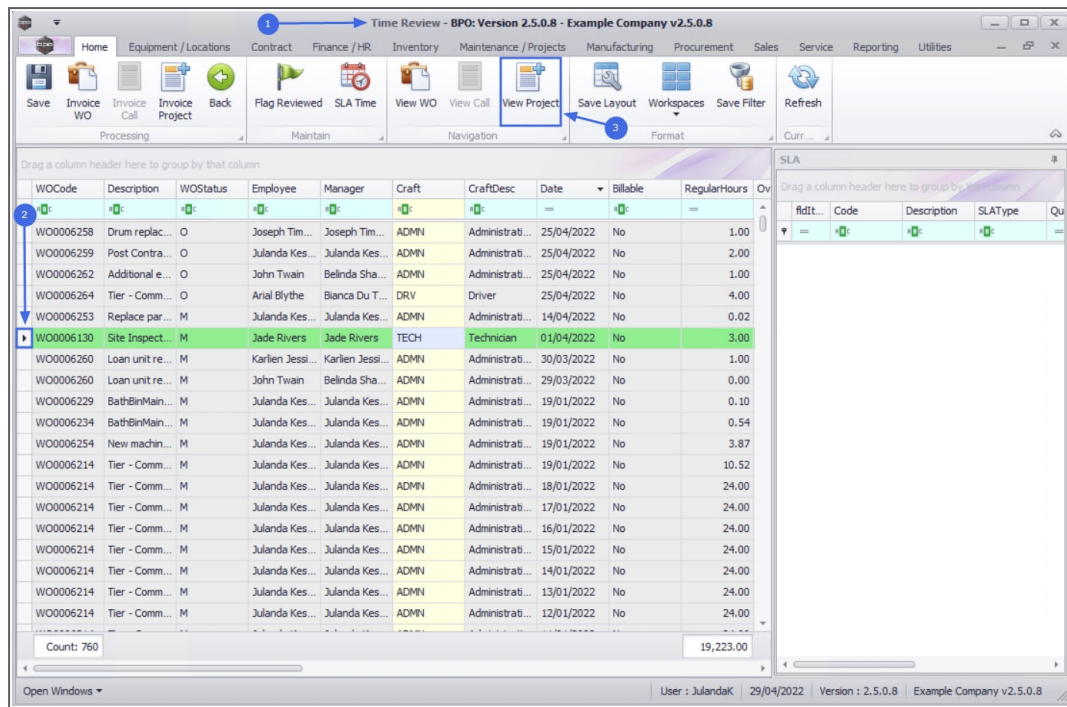 1
Time Review - BPO: Version 2.5.0.8 - Example Company v2.5.0.8
Home Equipment / Locations Contract Finance / HR Inventory Maintenance / Projects Manufacturing Procurement Sales Service Reporting Utilities
Save Invoice WO Invoice Call Invoice Project Back Flag Reviewed SLA Time View WO View Call View Project Save Layout Workspaces Save Filter Refresh
3
Processing Maintain Navigation Format Curr...
Drag a column header here to group by that column
SLA
Drag a column header here to group by that column
WOCode Description WOStatus Employee Manager Craft CraftDesc Date Billable RegularHours Ov
fldIt... Code Description SLAType Qu
2
WO0006258 Drum replac... O Joseph Tim... Joseph Tim... ADMN Administrati... 25/04/2022 No 1.00
WO0006259 Post Contra... O Julanda Kes... Julanda Kes... ADMN Administrati... 25/04/2022 No 2.00
WO0006262 Additional e... O John Twain Belinda Sha... ADMN Administrati... 25/04/2022 No 1.00
WO0006264 Tier - Comm... O Arial Blythe Bianca Du T... DRV Driver 25/04/2022 No 4.00
WO0006253 Replace par... M Julanda Kes... Julanda Kes... ADMN Administrati... 14/04/2022 No 0.02
WO0006130 Site Inspect... M Jade Rivers Jade Rivers TECH Technician 01/04/2022 No 3.00
WO0006260 Loan unit re... M Karlien Jessi... Karlien Jessi... ADMN Administrati... 30/03/2022 No 1.00
WO0006260 Loan unit re... M John Twain Belinda Sha... ADMN Administrati... 29/03/2022 No 0.00
WO0006229 BathBinMain... M Julanda Kes... Julanda Kes... ADMN Administrati... 19/01/2022 No 0.10
WO0006234 BathBinMain... M Julanda Kes... Julanda Kes... ADMN Administrati... 19/01/2022 No 0.54
WO0006254 New machin... M Julanda Kes... Julanda Kes... ADMN Administrati... 19/01/2022 No 3.87
WO0006214 Tier - Comm... M Julanda Kes... Julanda Kes... ADMN Administrati... 19/01/2022 No 10.52
WO0006214 Tier - Comm... M Julanda Kes... Julanda Kes... ADMN Administrati... 18/01/2022 No 24.00
WO0006214 Tier - Comm... M Julanda Kes... Julanda Kes... ADMN Administrati... 17/01/2022 No 24.00
WO0006214 Tier - Comm... M Julanda Kes... Julanda Kes... ADMN Administrati... 16/01/2022 No 24.00
WO0006214 Tier - Comm... M Julanda Kes... Julanda Kes... ADMN Administrati... 15/01/2022 No 24.00
WO0006214 Tier - Comm... M Julanda Kes... Julanda Kes... ADMN Administrati... 14/01/2022 No 24.00
WO0006214 Tier - Comm... M Julanda Kes... Julanda Kes... ADMN Administrati... 13/01/2022 No 24.00
WO0006214 Tier - Comm... M Julanda Kes... Julanda Kes... ADMN Administrati... 12/01/2022 No 24.00
Count: 760 19,223.00
Open Windows User : JulandaK 29/04/2022 Version : 2.5.0.8 Example Company v2.5.0.8